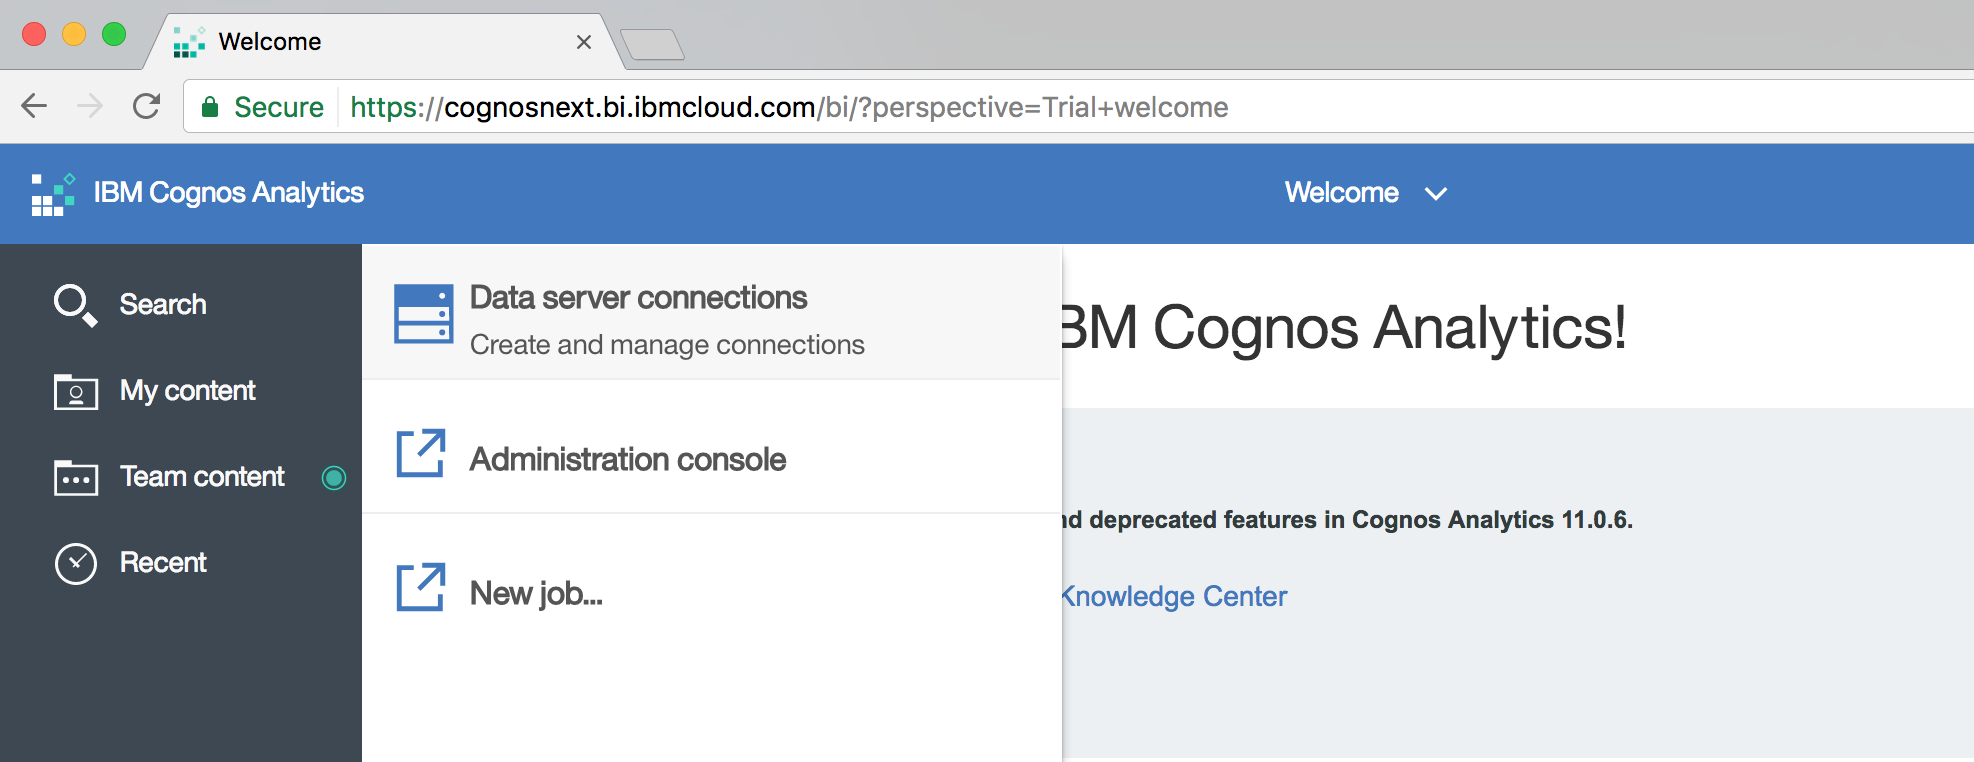 Welcome
Secure https://cognosnext.bi.ibmcloud.com/bi/?perspective=Trial+welcome
IBM Cognos Analytics
Welcome
Search
My content
Team content
Recent
Data server connections
Create and manage connections
Administration console
New job...
BM Cognos Analytics!
nd deprecated features in Cognos Analytics 11.0.6.
Knowledge Center